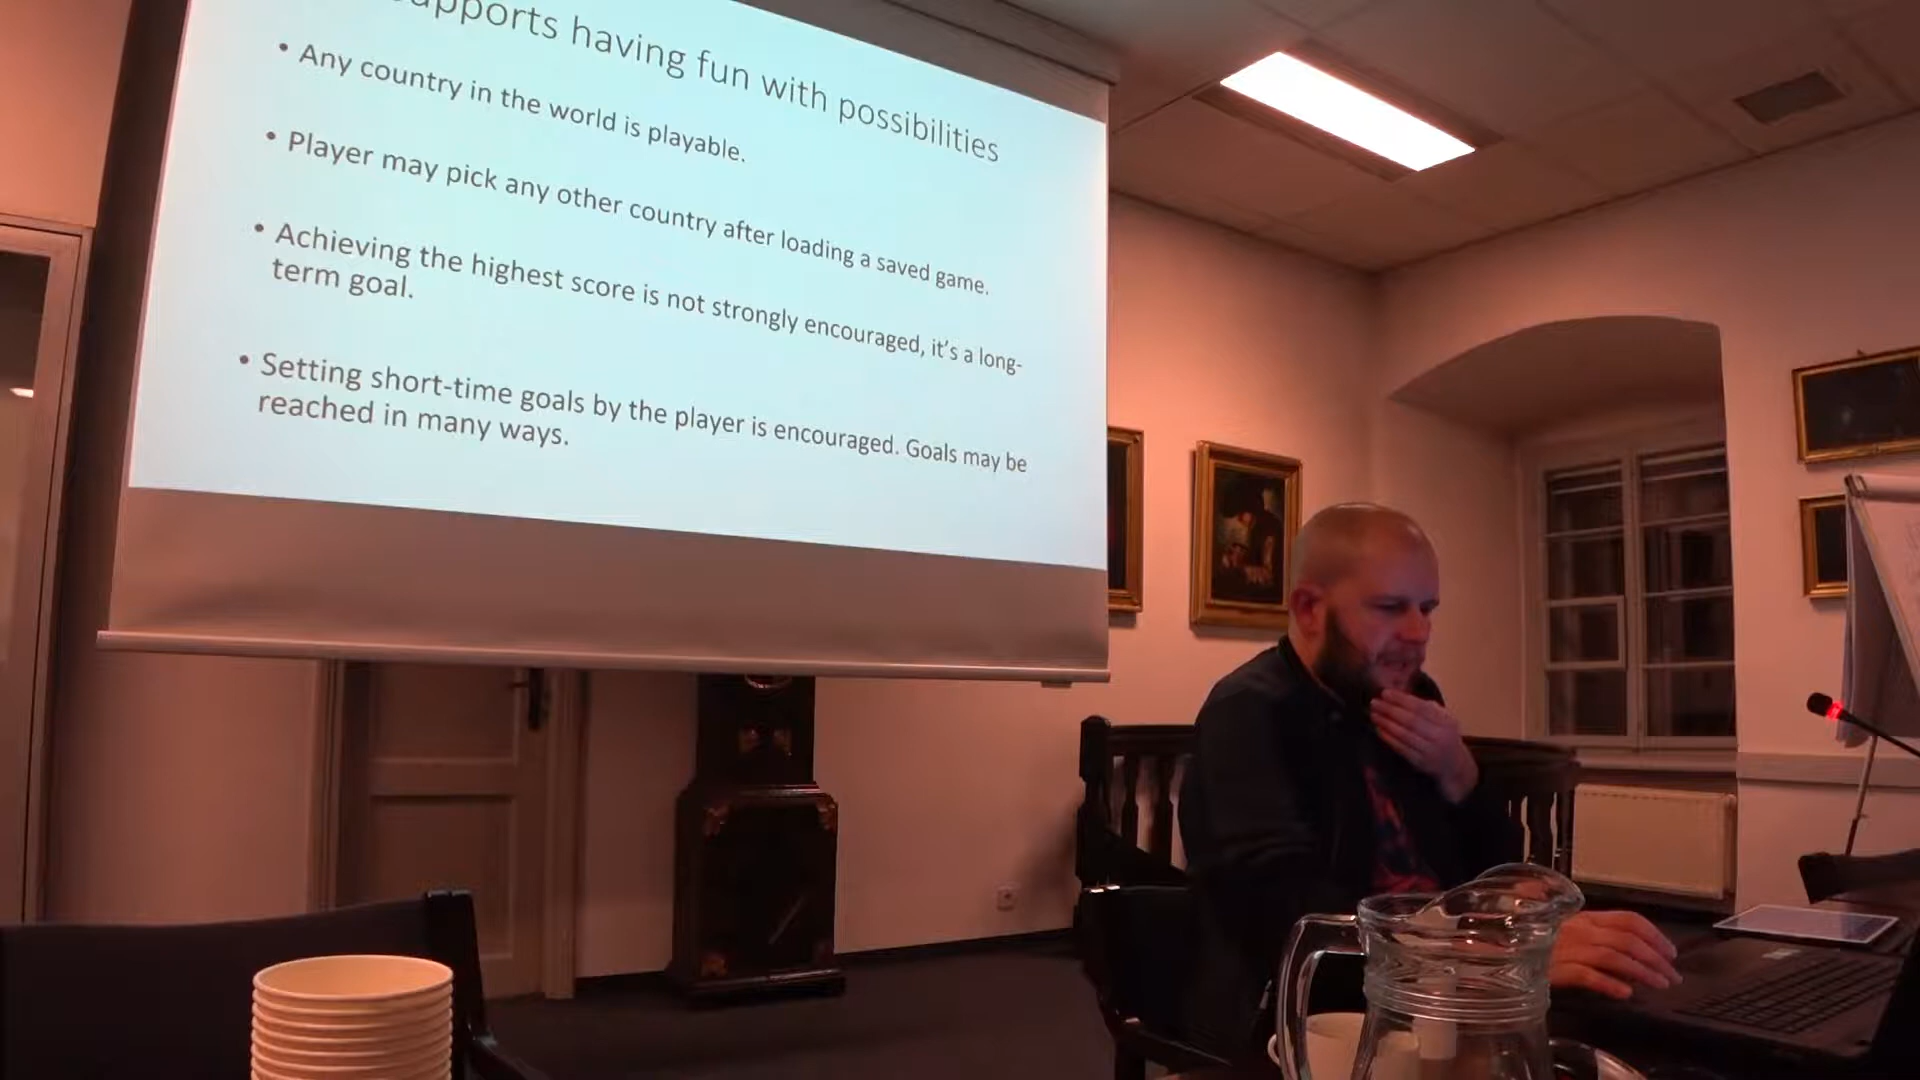 supports having fun with possibilities
• Any country in the world is playable.
• Player may pick any other country after loading a saved game.
• Achieving the highest score is not strongly encouraged, it's a long-
term goal.
• Setting short-time goals by the player is encouraged. Goals may be
reached in many ways.